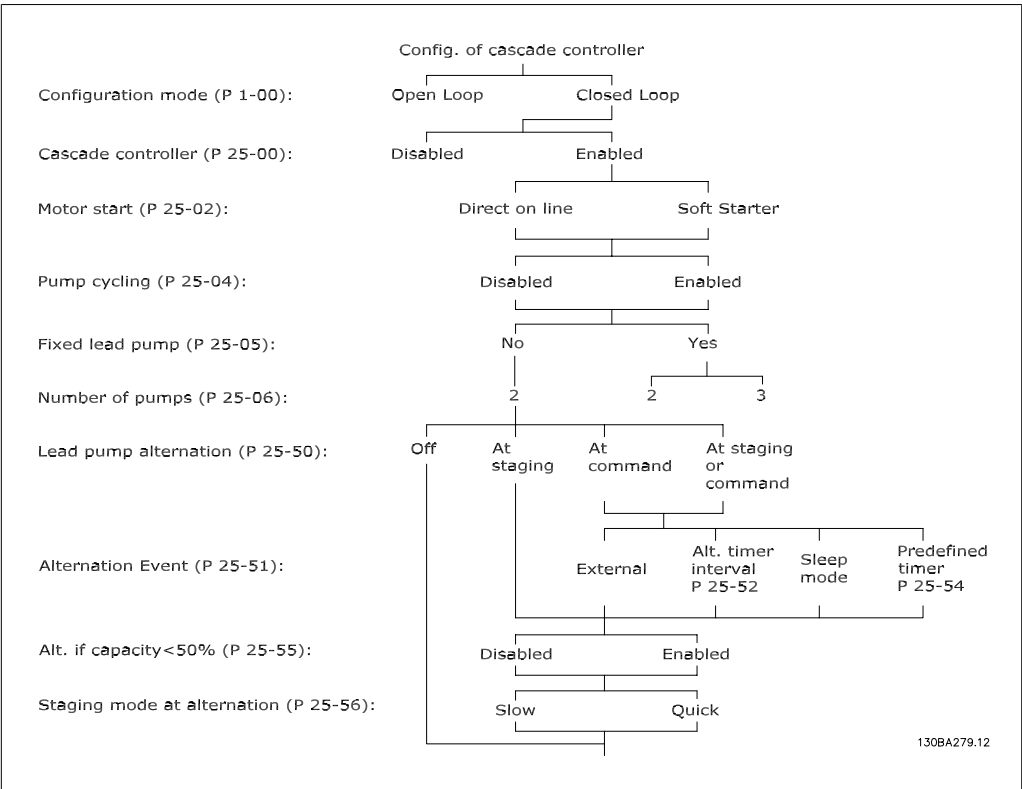 Config. of cascade controller
Configuration mode (P 1-00): Open Loop Closed Loop
Cascade controller (P 25-00): Disabled Enabled
Motor start (P 25-02): Direct on line Soft Starter
Pump cycling (P 25-04): Disabled Enabled
Fixed lead pump (P 25-05): No Yes
Number of pumps (P 25-06): 2 2 3
Lead pump alternation (P 25-50): Off At staging At command At staging or command
Alternation Event (P 25-51): External Alt. timer interval P 25-52 Sleep mode Predefined timer P 25-54
Alt. if capacity<50% (P 25-55): Disabled Enabled
Staging mode at alternation (P 25-56): Slow Quick
130BA279.12